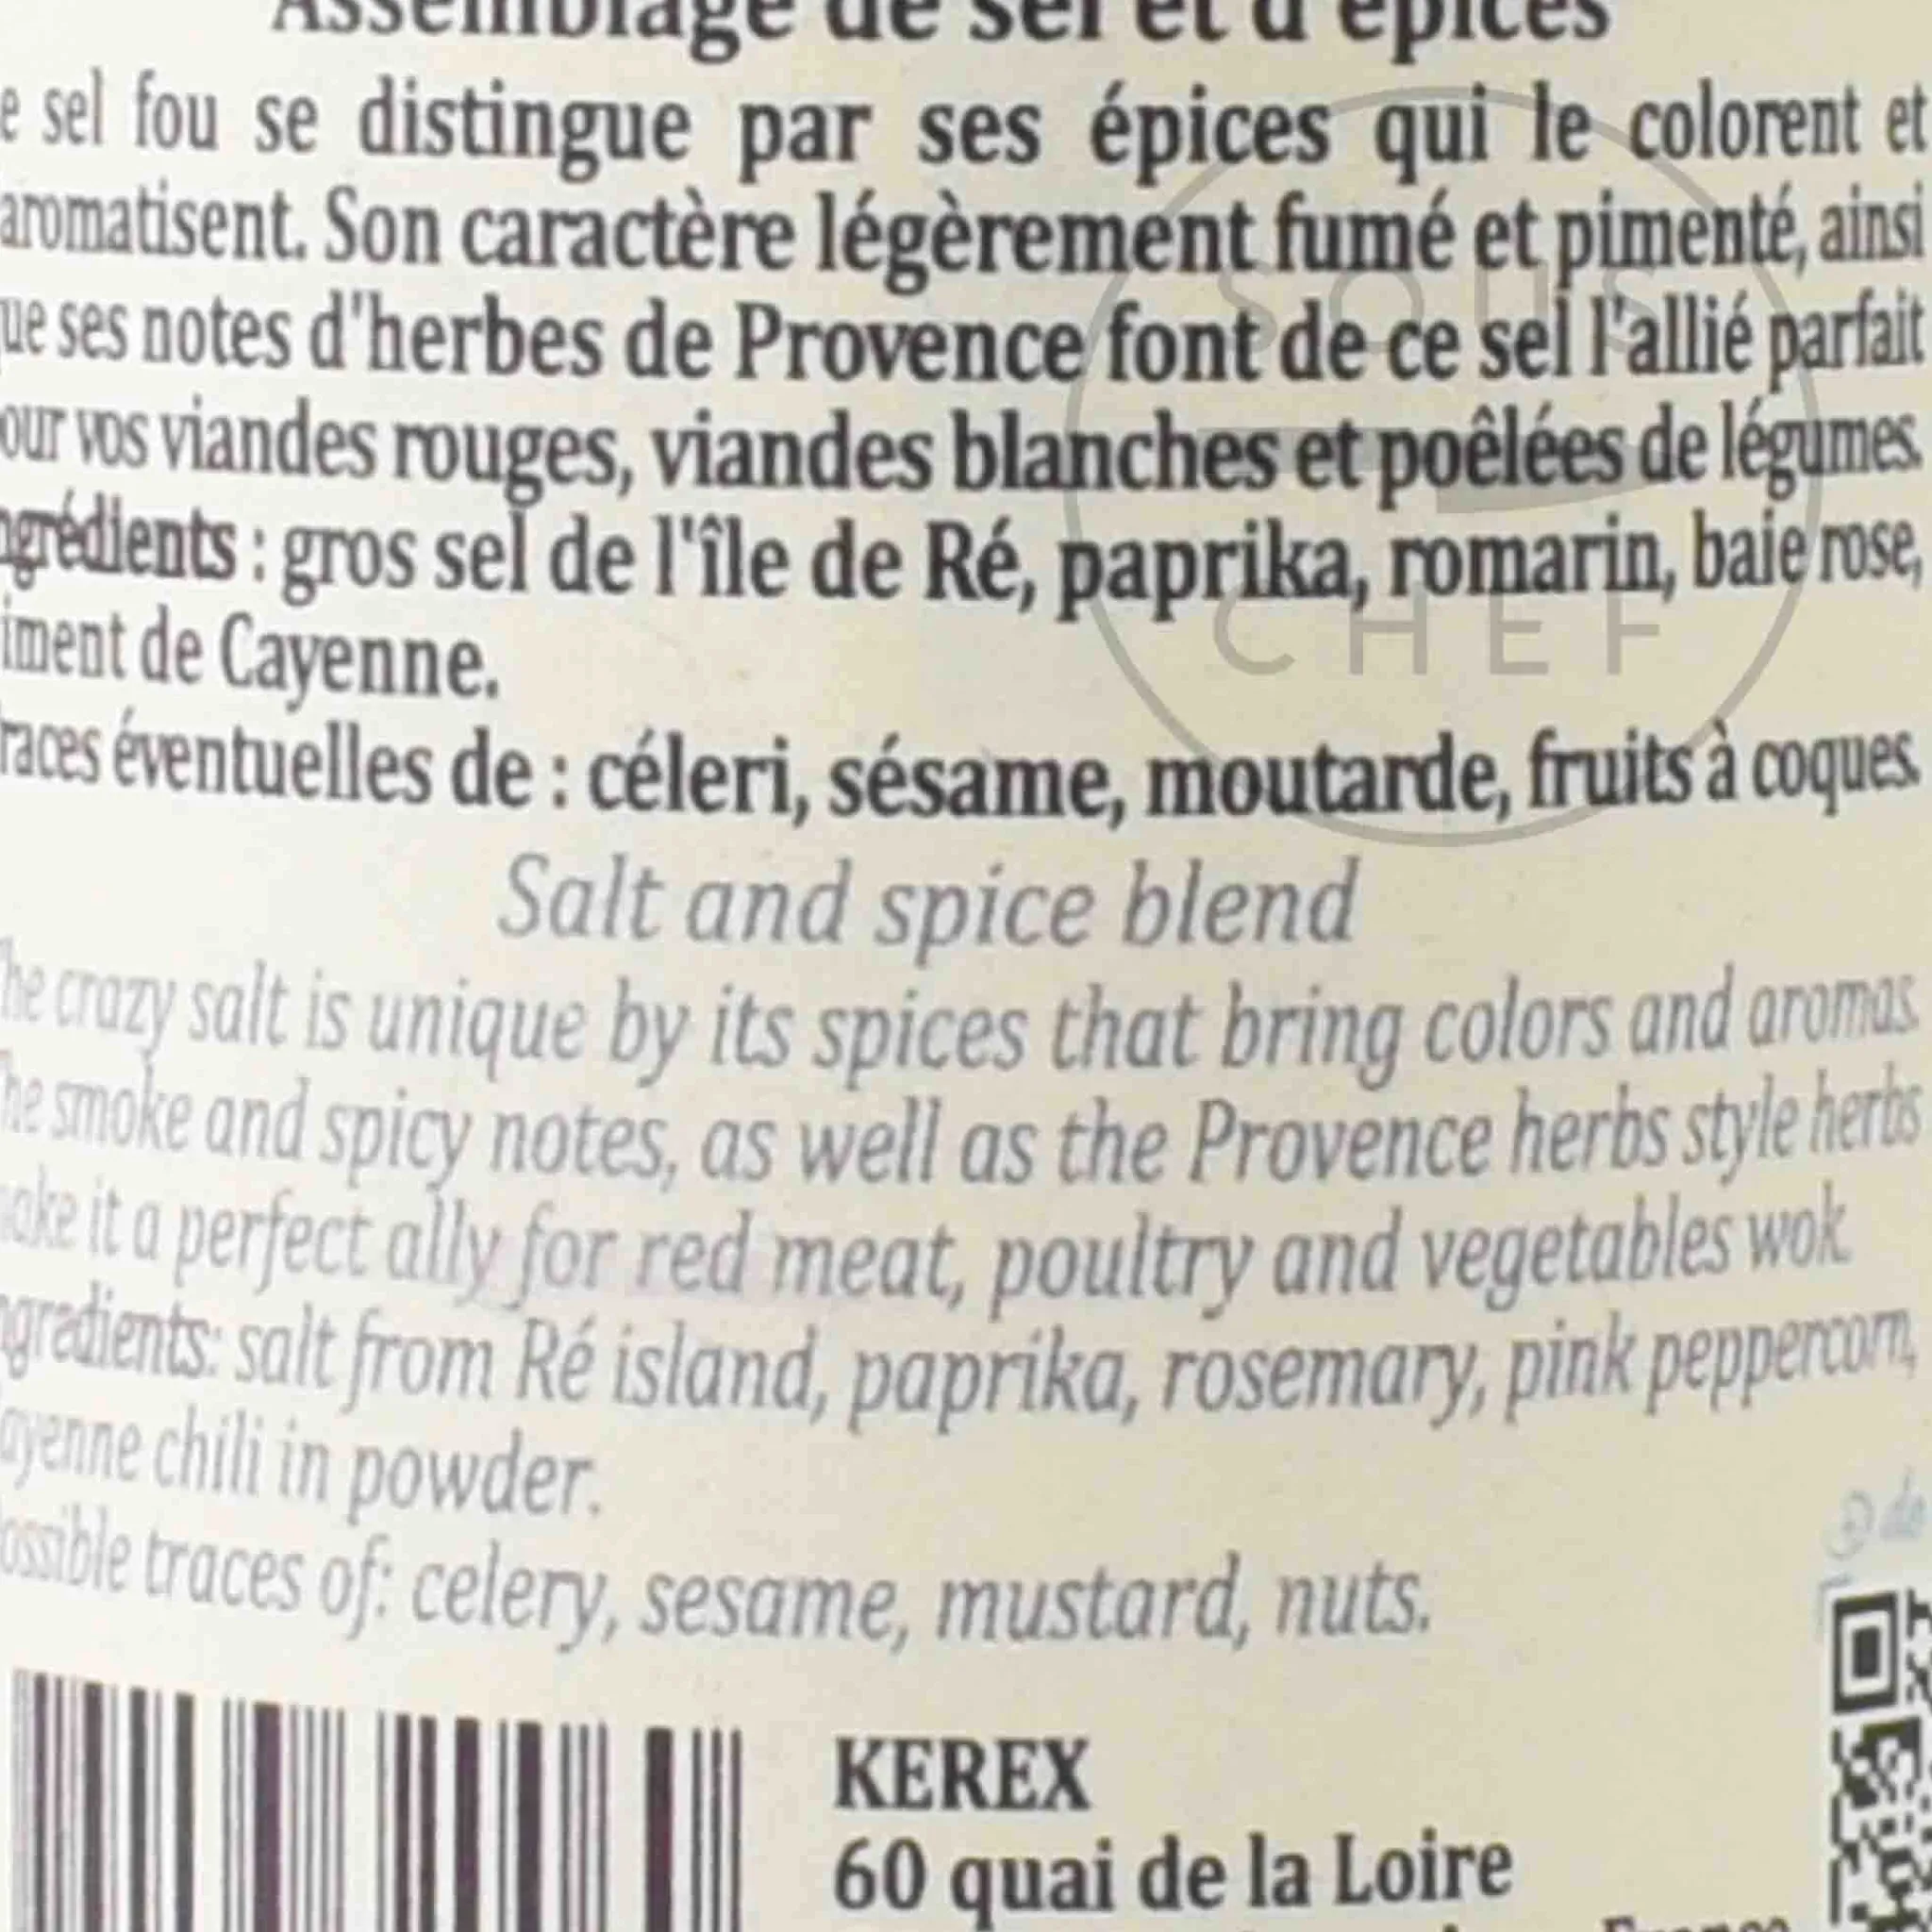 Assemblage de sel et d'épices
e sel fou se distingue par ses épices qui le colorent et
aromatisent. Son caractère légèrement fumé et pimenté, ainsi
ue ses notes d'herbes de Provence font de ce sel l'allié parfait
our vos viandes rouges, viandes blanches et poêlées de légumes.
ngrédients : gros sel de l'île de Ré, paprika, romarin, baie rose,
iment de Cayenne.
races éventuelles de : céleri, sésame, moutarde, fruits à coques.
Salt and spice blend
he crazy salt is unique by its spices that bring colors and aromas.
he smoke and spicy notes, as well as the Provence herbs style herbs
ake it a perfect ally for red meat, poultry and vegetables wok.
ngredients: salt from Ré island, paprika, rosemary, pink peppercorn,
ayenne chili in powder.
ossible traces of: celery, sesame, mustard, nuts.
KEREX
60 quai de la Loire
France
de
SOUS
CHEF